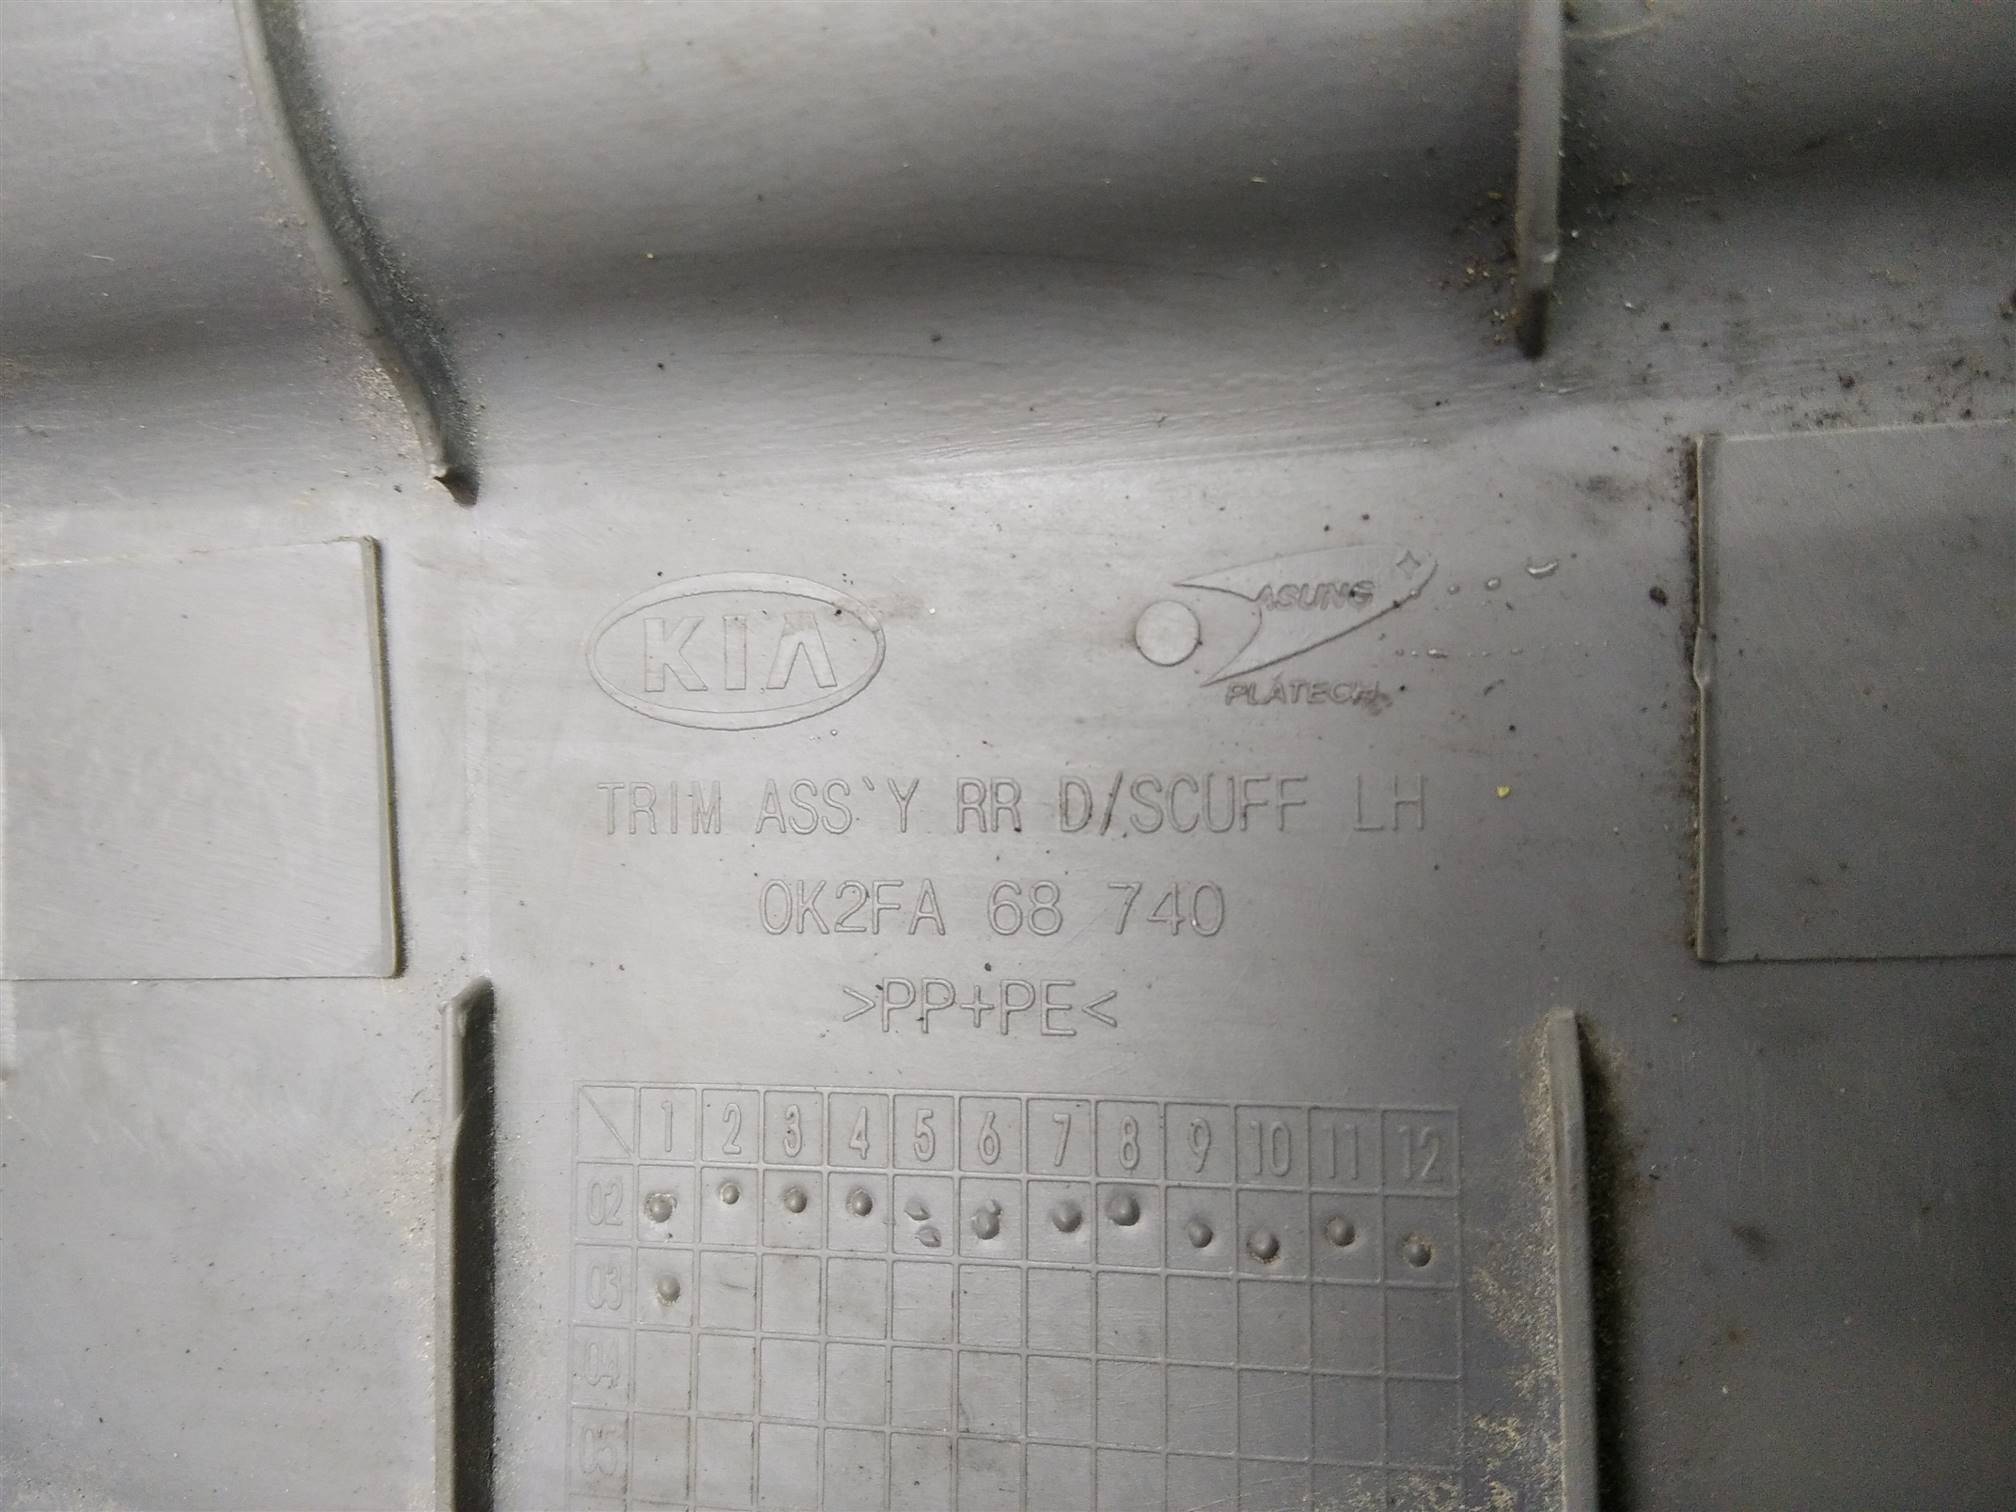 KIA
ASUNG
PLATECH
TRIM ASS`Y RR D/SCUFF LH
0K2FA 68 740
>PP+PE<
1 2 3 4 5 6 7 8 9 10 11 12
02
03
04
05